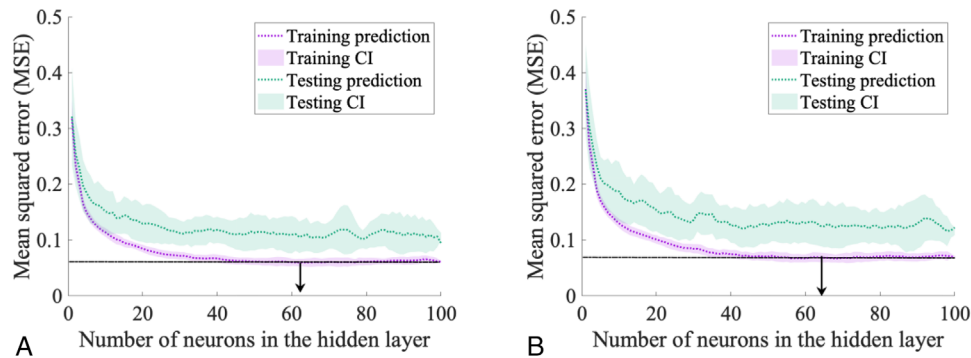 0.5
0.4
0.3
0.2
0.1
0
Mean squared error (MSE)
Training prediction
Training CI
Testing prediction
Testing CI
0 20 40 60 80 100
Number of neurons in the hidden layer
A
0.5
0.4
0.3
0.2
0.1
0
Mean squared error (MSE)
Training prediction
Training CI
Testing prediction
Testing CI
0 20 40 60 80 100
Number of neurons in the hidden layer
B